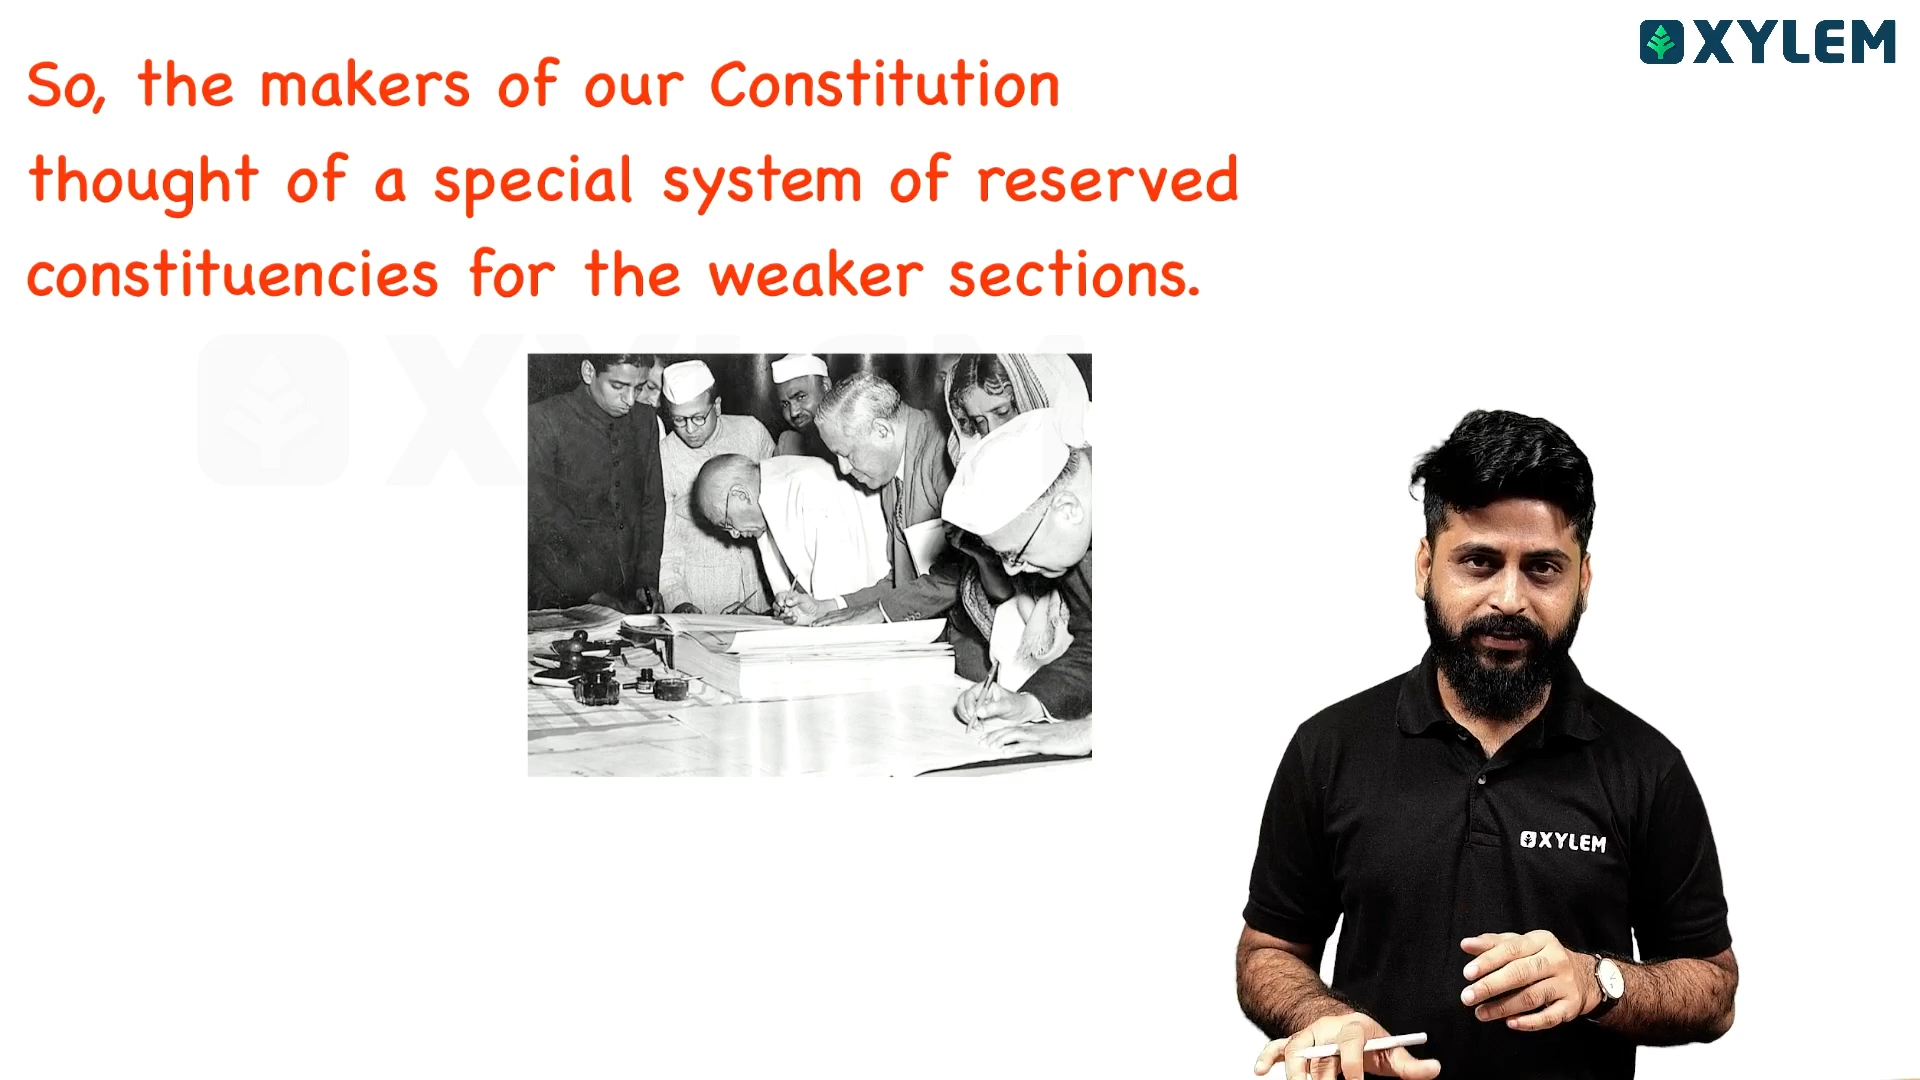 XYLEM
So, the makers of our Constitution
thought of a special system of reserved
constituencies for the weaker sections.
XYLEM
XYLEM